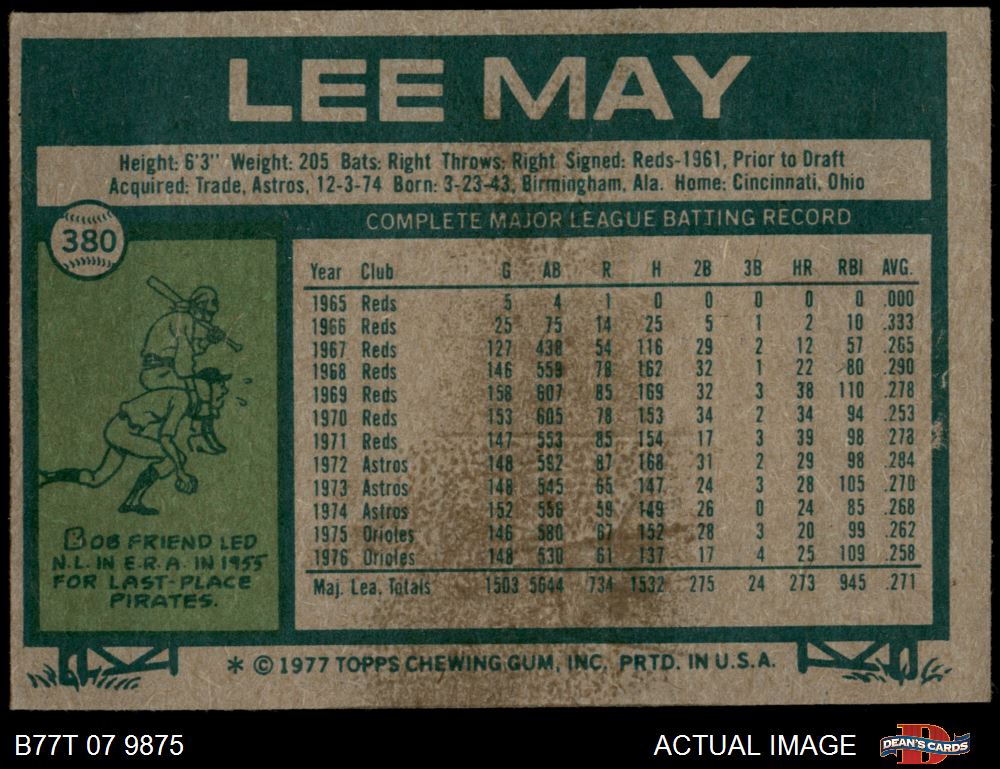 LEE MAY
Height: 6'3" Weight: 205 Bats: Right Throws: Right Signed: Reds-1961, Prior to Draft
Acquired: Trade, Astros, 12-3-74 Born: 3-23-43, Birmingham, Ala. Home: Cincinnati, Ohio
380
COMPLETE MAJOR LEAGUE BATTING RECORD
Year Club G AB R H 2B 3B HR RBI AVG.
1965 Reds 5 4 1 0 0 0 0 0 .000
1966 Reds 25 75 14 25 5 1 2 10 .333
1967 Reds 127 438 54 116 29 2 12 57 .265
1968 Reds 146 559 78 162 32 1 22 80 .290
1969 Reds 158 607 85 169 32 3 38 110 .278
1970 Reds 153 605 78 153 34 2 34 94 .253
1971 Reds 147 553 85 154 17 3 39 98 .278
1972 Astros 148 592 87 168 31 2 29 98 .284
1973 Astros 148 545 65 147 24 3 28 105 .270
1974 Astros 152 556 59 149 26 0 24 85 .268
1975 Orioles 146 580 67 152 28 3 20 99 .262
1976 Orioles 148 530 61 137 17 4 25 109 .258
Maj. Lea. Totals 1503 5644 734 1532 275 24 273 945 .271
BOB FRIEND LED
N.L. IN E.R.A. IN 1955
FOR LAST-PLACE
PIRATES.
* © 1977 TOPPS CHEWING GUM, INC. PRTD. IN U.S.A.
B77T 07 9875
ACTUAL IMAGE
DEAN'S CARDS